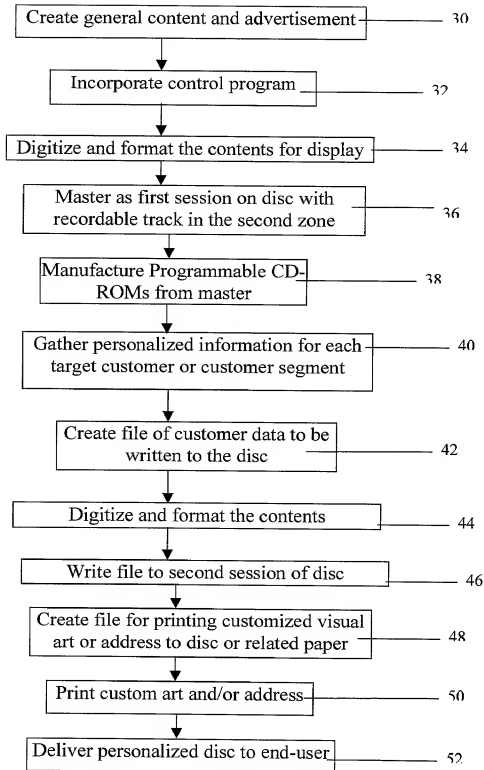 Create general content and advertisement 30
Incorporate control program 32
Digitize and format the contents for display 34
Master as first session on disc with
recordable track in the second zone 36
Manufacture Programmable CD-
ROMs from master 38
Gather personalized information for each 40
target customer or customer segment
Create file of customer data to be
written to the disc 42
Digitize and format the contents 44
Write file to second session of disc 46
Create file for printing customized visual
art or address to disc or related paper 48
Print custom art and/or address 50
Deliver personalized disc to end-user 52